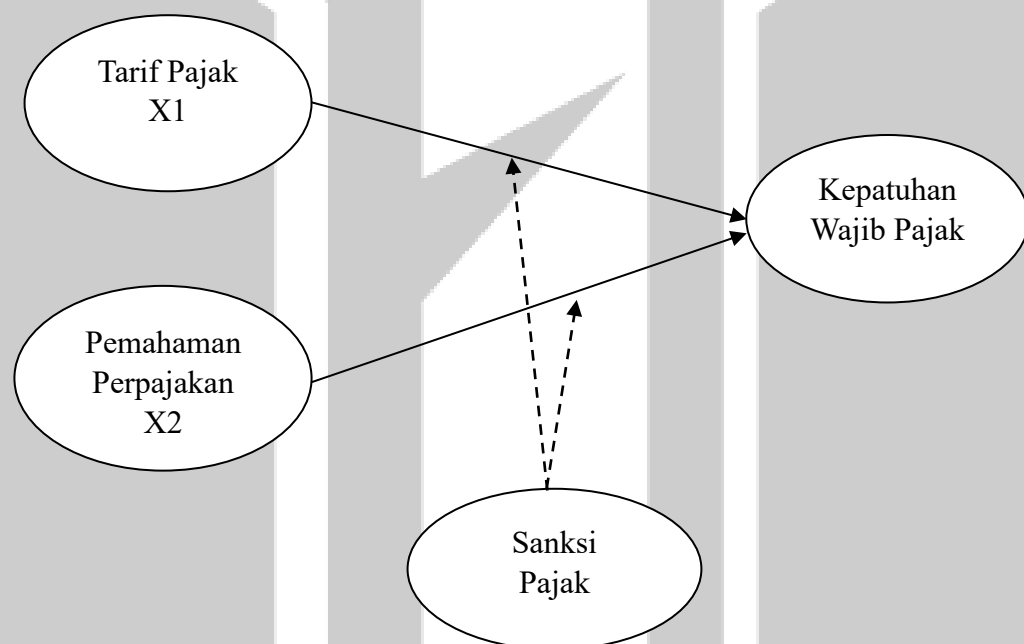 Tarif Pajak
X1
Kepatuhan
Wajib Pajak
Pemahaman
Perpajakan
X2
Sanksi
Pajak